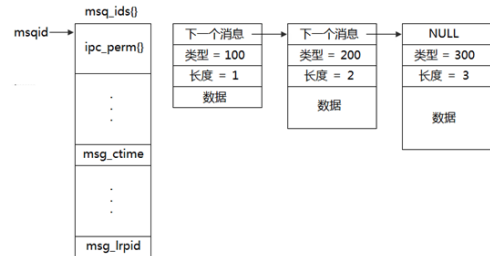 msq_ids{}
msqid
ipc_perm{}
msg_ctime
msg_lrpid
下一个消息
类型 = 100
长度 = 1
数据
下一个消息
类型 = 200
长度 = 2
数据
NULL
类型 = 300
长度 = 3
数据